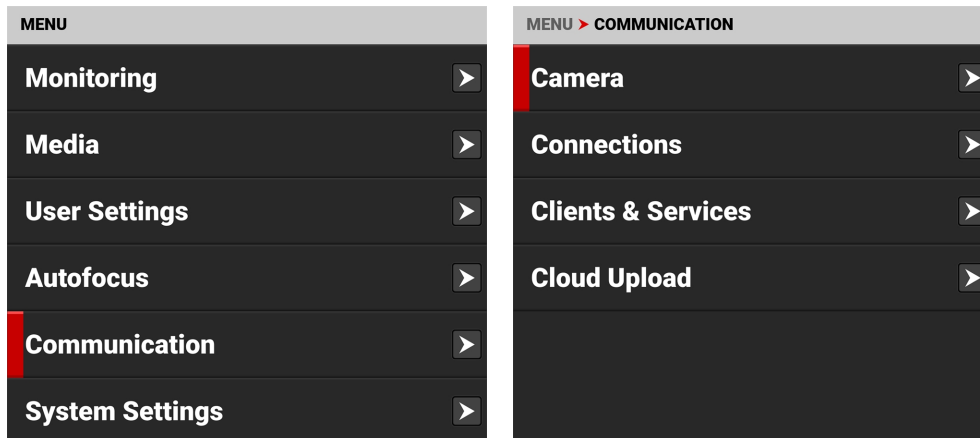 MENU
Monitoring
Media
User Settings
Autofocus
Communication
System Settings
MENU COMMUNICATION
Camera
Connections
Clients & Services
Cloud Upload